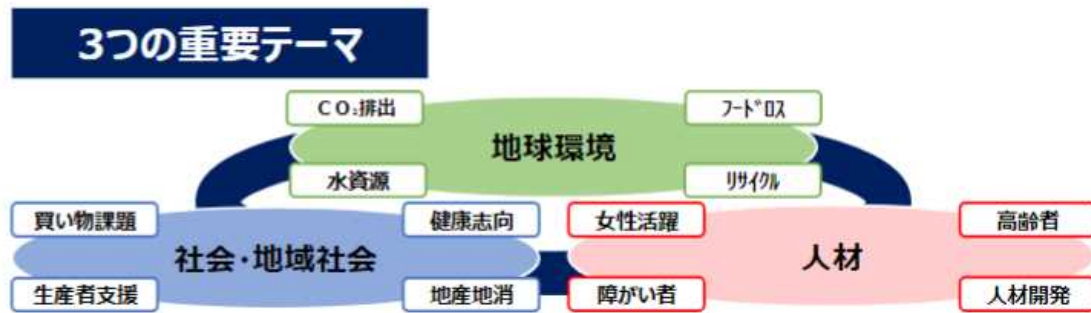 3つの重要テーマ
CO₂排出
フードロス
地球環境
水資源
リサイクル
買い物課題
健康志向
女性活躍
高齢者
社会・地域社会
人材
生産者支援
地産地消
障がい者
人材開発